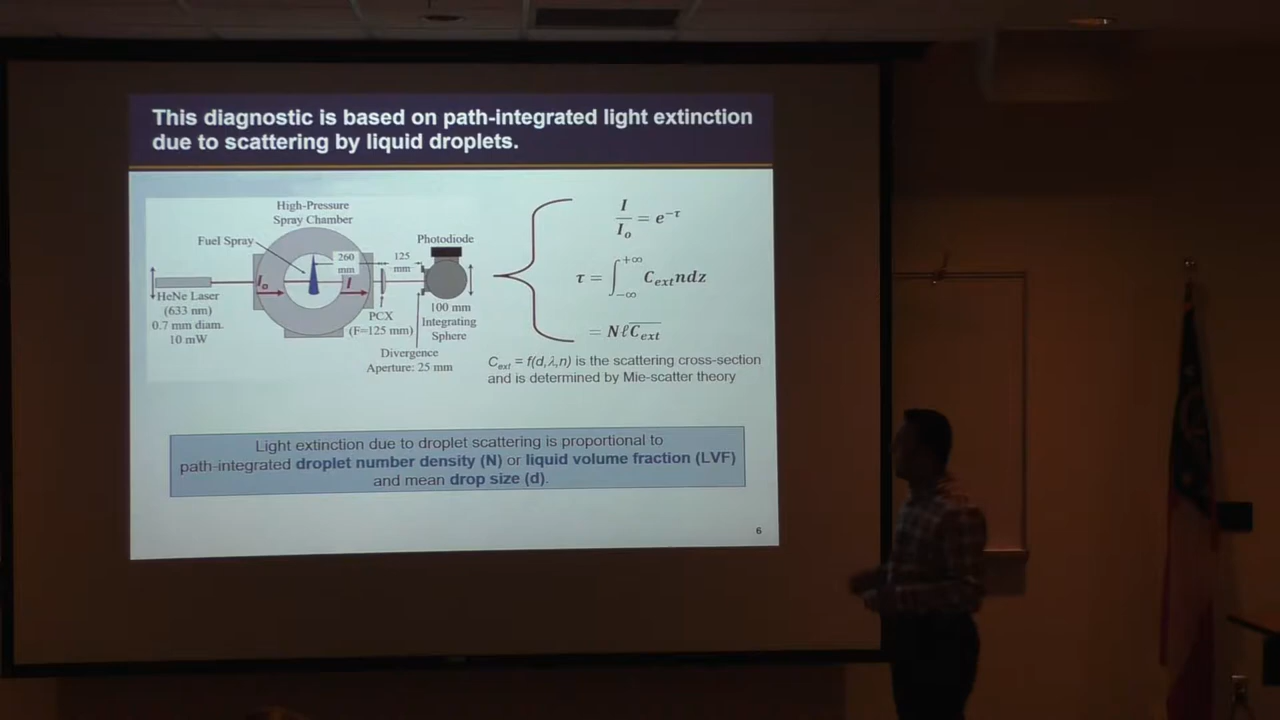 This diagnostic is based on path-integrated light extinction
due to scattering by liquid droplets.
High-Pressure
Spray Chamber
Fuel Spray
Photodiode
260
mm
125
mm
I₀
I
HeNe Laser
(633 nm)
0.7 mm diam.
10 mW
PCX
(F=125 mm)
100 mm
Integrating
Sphere
Divergence
Aperture: 25 mm
I/Iₒ = e^−τ
τ = ∫_−∞^+∞ C_ext ndz
= Nℓ\overline{C_ext}
C_ext = f(d,λ,n) is the scattering cross-section
and is determined by Mie-scatter theory
Light extinction due to droplet scattering is proportional to
path-integrated droplet number density (N) or liquid volume fraction (LVF)
and mean drop size (d).
6